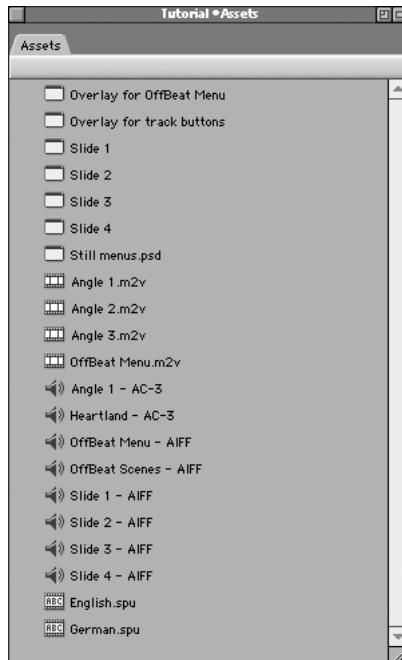 Tutorial •Assets
Assets
Overlay for OffBeat Menu
Overlay for track buttons
Slide 1
Slide 2
Slide 3
Slide 4
Still menus.psd
Angle 1.m2v
Angle 2.m2v
Angle 3.m2v
OffBeat Menu.m2v
Angle 1 - AC-3
Heartland - AC-3
OffBeat Menu - AIFF
OffBeat Scenes - AIFF
Slide 1 - AIFF
Slide 2 - AIFF
Slide 3 - AIFF
Slide 4 - AIFF
ABC English.spu
ABC German.spu